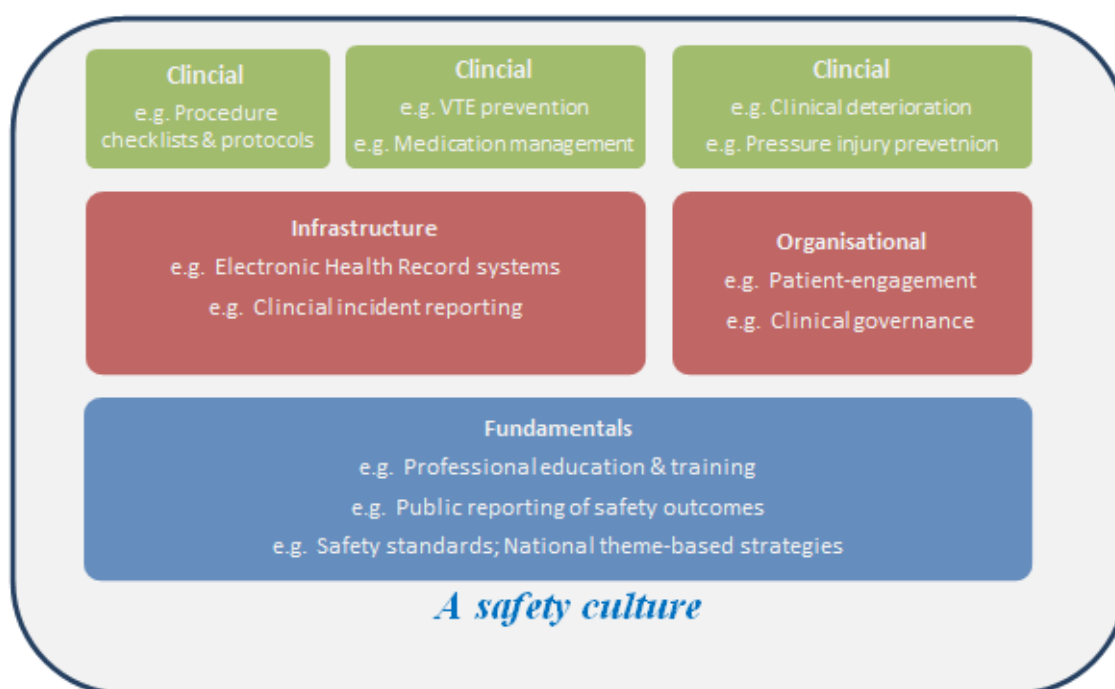 Clincial
e.g. Procedure
checklists & protocols
Clincial
e.g. VTE prevention
e.g. Medication management
Clincial
e.g. Clinical deterioration
e.g. Pressure injury prevetnion
Infrastructure
e.g. Electronic Health Record systems
e.g. Clincial incident reporting
Organisational
e.g. Patient-engagement
e.g. Clinical governance
Fundamentals
e.g. Professional education & training
e.g. Public reporting of safety outcomes
e.g. Safety standards; National theme-based strategies
A safety culture